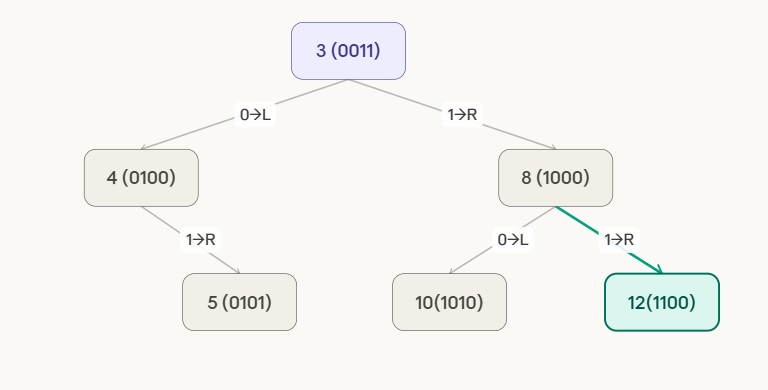 3 (0011)
0→L
1→R
4 (0100)
8 (1000)
1→R
0→L
1→R
5 (0101)
10(1010)
12(1100)